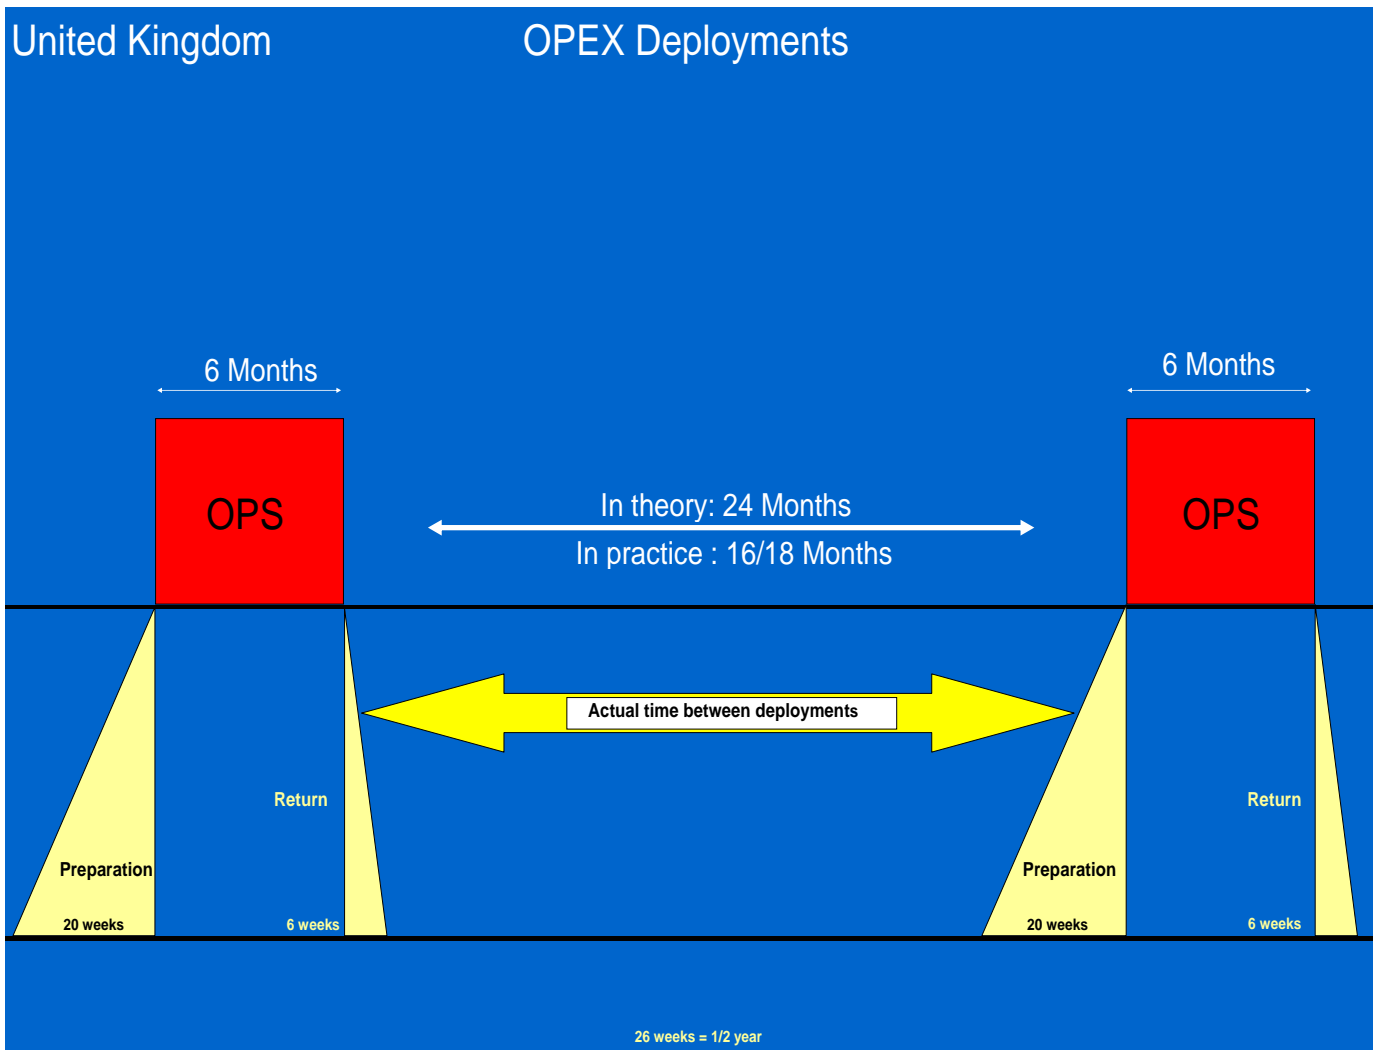 United Kingdom
OPEX Deployments
6 Months
6 Months
OPS
OPS
In theory: 24 Months
In practice : 16/18 Months
Actual time between deployments
Return
Return
Preparation
Preparation
20 weeks
6 weeks
20 weeks
6 weeks
26 weeks = 1/2 year